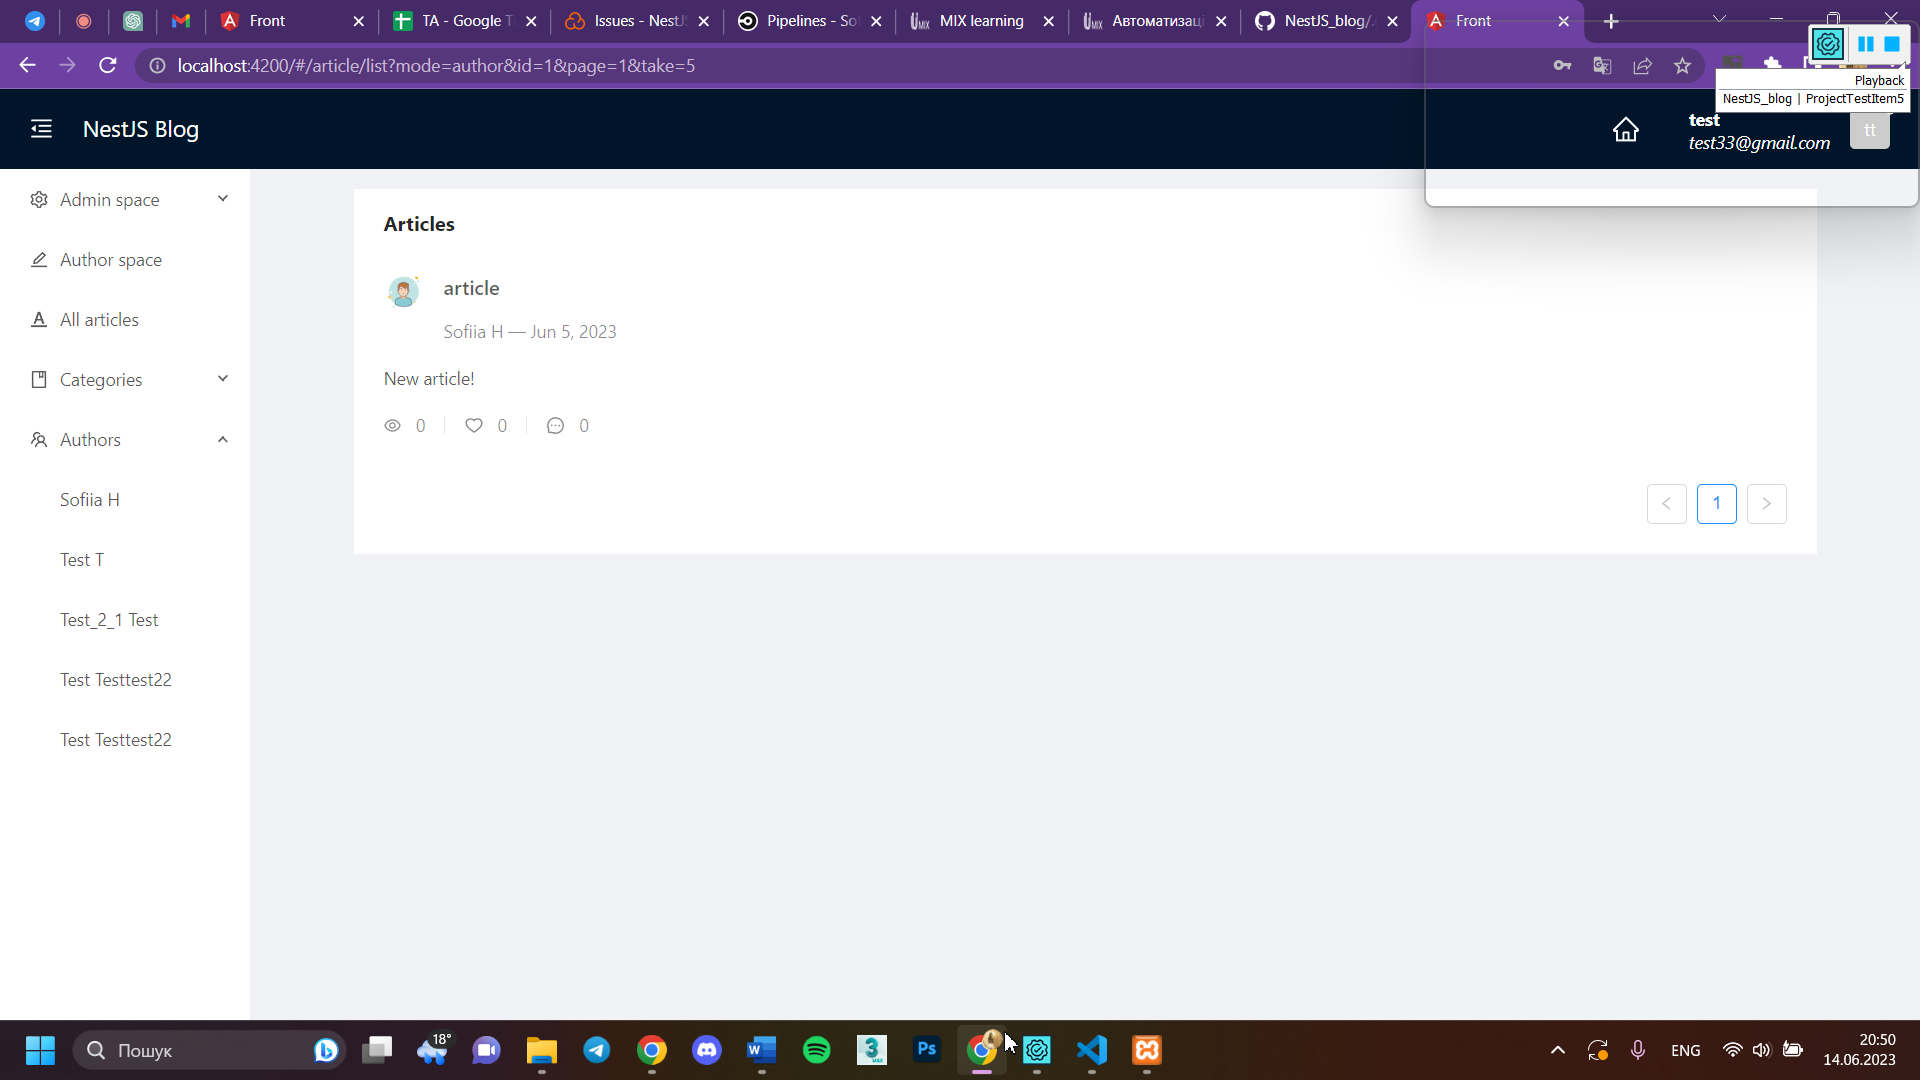 Front
TA - Google T
Issues - NestJS
Pipelines - So
MIX learning
Автоматизаці
NestJS_blog/.
Front
localhost:4200/#/article/list?mode=author&id=1&page=1&take=5
Playback
NestJS_blog | ProjectTestItem5
NestJS Blog
test
test33@gmail.com
tt
Admin space
Author space
All articles
Categories
Authors
Sofiia H
Test T
Test_2_1 Test
Test Testtest22
Test Testtest22
Articles
article
Sofiia H — Jun 5, 2023
New article!
0 0 0
< 1 >
Пошук
18°
ENG
20:50
14.06.2023